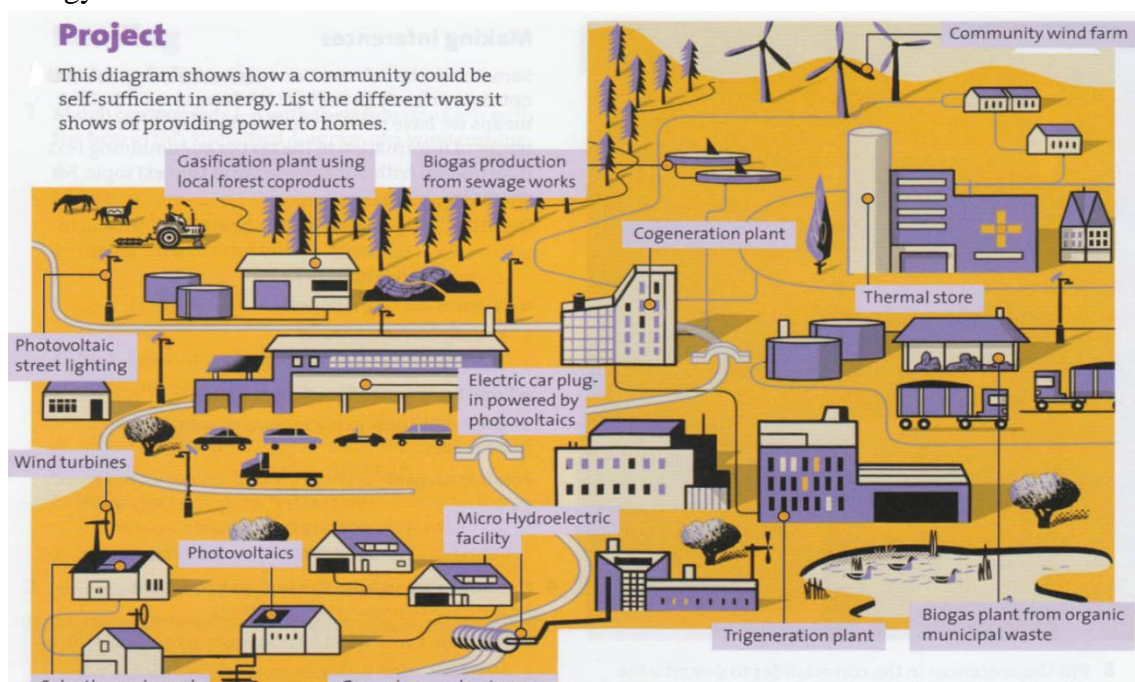 Project
This diagram shows how a community could be
self-sufficient in energy. List the different ways it
shows of providing power to homes.
Community wind farm
Gasification plant using
local forest coproducts
Biogas production
from sewage works
Cogeneration plant
Thermal store
Photovoltaic
street lighting
Electric car plug-
in powered by
photovoltaics
Wind turbines
Photovoltaics
Micro Hydroelectric
facility
Trigeneration plant
Biogas plant from organic
municipal waste